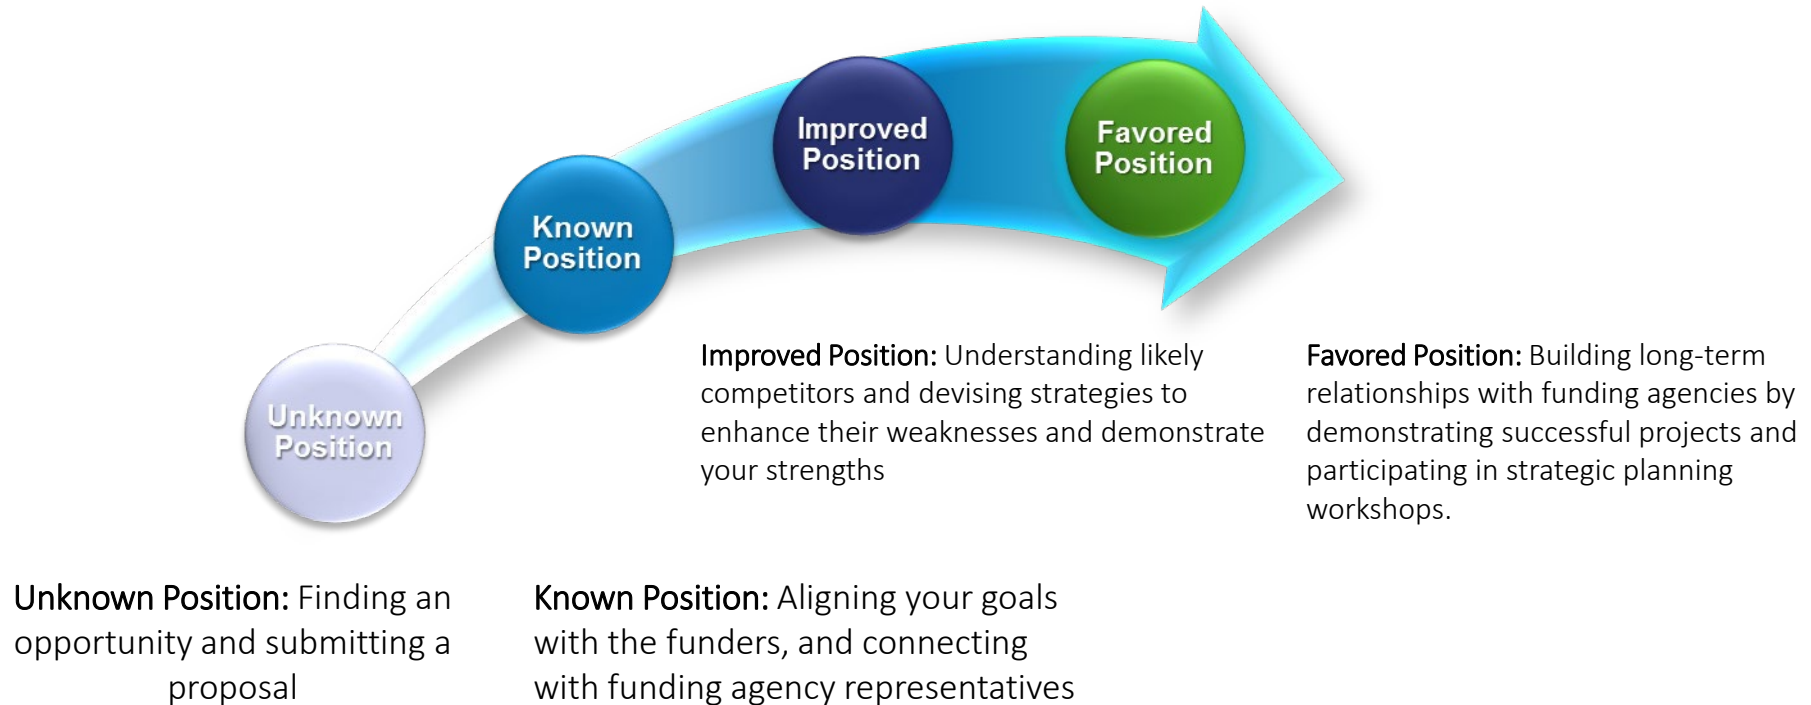 Improved
Position
Favored
Position
Known
Position
Unknown
Position
Improved Position: Understanding likely
competitors and devising strategies to
enhance their weaknesses and demonstrate
your strengths
Favored Position: Building long-term
relationships with funding agencies by
demonstrating successful projects and
participating in strategic planning
workshops.
Unknown Position: Finding an
opportunity and submitting a
proposal
Known Position: Aligning your goals
with the funders, and connecting
with funding agency representatives